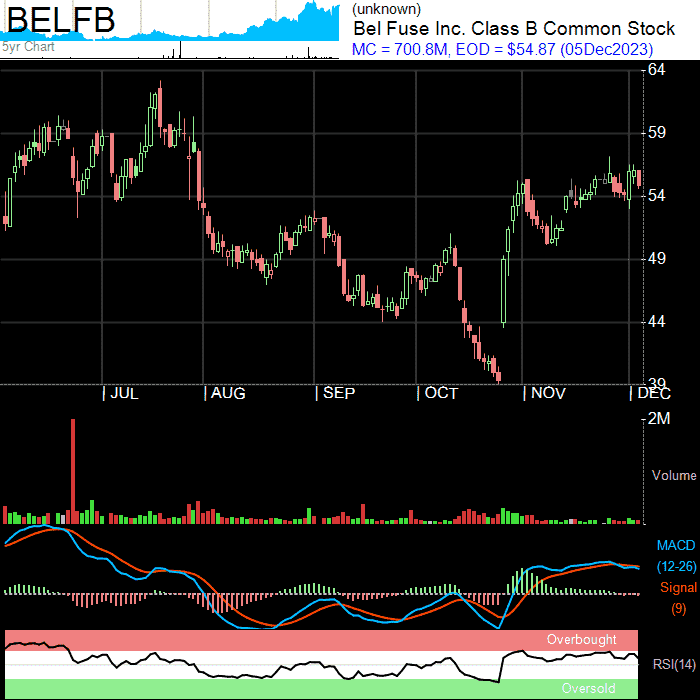 BELFB
5yr Chart
(unknown)
Bel Fuse Inc. Class B Common Stock
MC = 700.8M, EOD = $54.87 (05Dec2023)
64
59
54
49
44
39
JUL
AUG
SEP
OCT
NOV
DEC
2M
Volume
MACD
(12-26)
Signal
(9)
Overbought
RSI(14)
Oversold